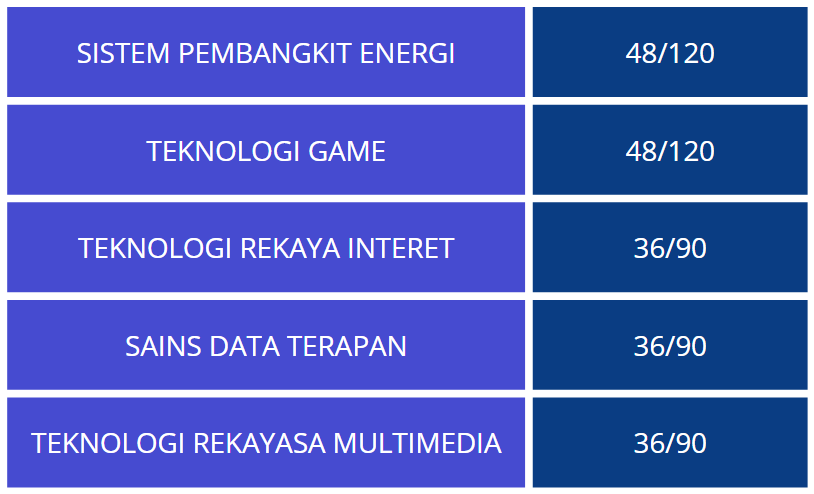 SISTEM PEMBANGKIT ENERGI 48/120
TEKNOLOGI GAME 48/120
TEKNOLOGI REKAYA INTERET 36/90
SAINS DATA TERAPAN 36/90
TEKNOLOGI REKAYASA MULTIMEDIA 36/90